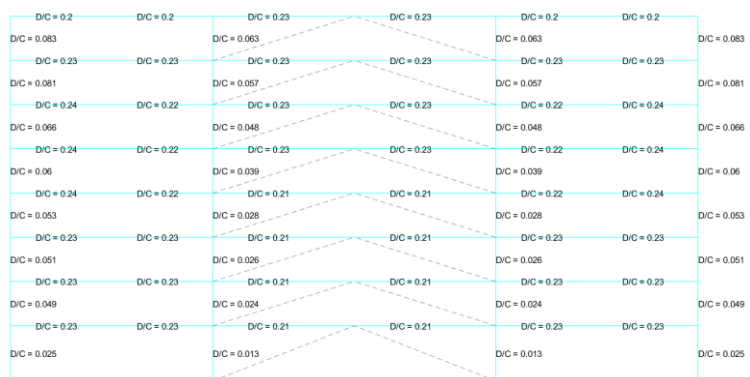 D/C = 0.2 D/C = 0.2 D/C = 0.23 D/C = 0.23 D/C = 0.2 D/C = 0.2
D/C = 0.083 D/C = 0.063 D/C = 0.063 D/C = 0.083
D/C = 0.23 D/C = 0.23 D/C = 0.23 D/C = 0.23 D/C = 0.23 D/C = 0.23
D/C = 0.081 D/C = 0.057 D/C = 0.057 D/C = 0.081
D/C = 0.24 D/C = 0.22 D/C = 0.23 D/C = 0.23 D/C = 0.22 D/C = 0.24
D/C = 0.066 D/C = 0.048 D/C = 0.048 D/C = 0.066
D/C = 0.24 D/C = 0.22 D/C = 0.23 D/C = 0.23 D/C = 0.22 D/C = 0.24
D/C = 0.06 D/C = 0.039 D/C = 0.039 D/C = 0.06
D/C = 0.24 D/C = 0.22 D/C = 0.21 D/C = 0.21 D/C = 0.22 D/C = 0.24
D/C = 0.053 D/C = 0.028 D/C = 0.028 D/C = 0.053
D/C = 0.23 D/C = 0.23 D/C = 0.21 D/C = 0.21 D/C = 0.23 D/C = 0.23
D/C = 0.051 D/C = 0.026 D/C = 0.026 D/C = 0.051
D/C = 0.23 D/C = 0.23 D/C = 0.21 D/C = 0.21 D/C = 0.23 D/C = 0.23
D/C = 0.049 D/C = 0.024 D/C = 0.024 D/C = 0.049
D/C = 0.23 D/C = 0.23 D/C = 0.21 D/C = 0.21 D/C = 0.23 D/C = 0.23
D/C = 0.025 D/C = 0.013 D/C = 0.013 D/C = 0.025